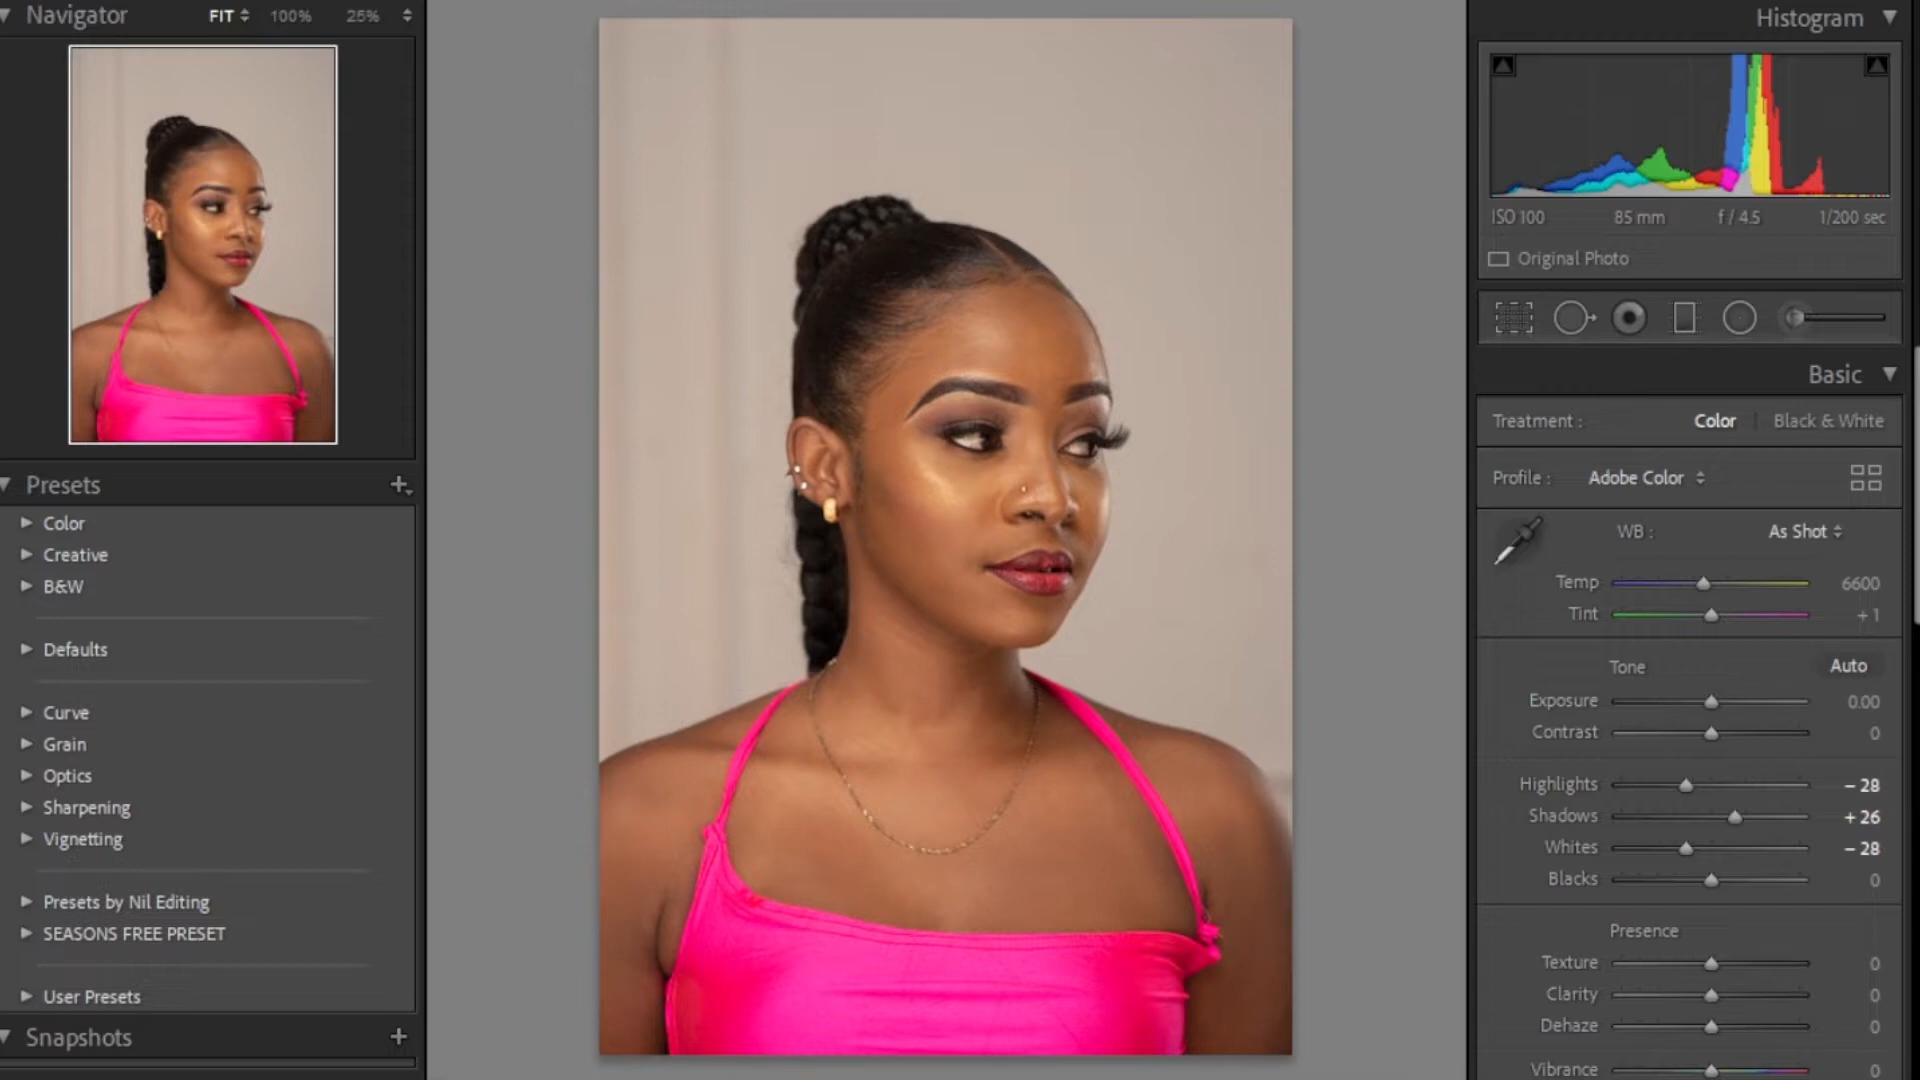 Navigator FIT 100% 25%
Presets
Color
Creative
B&W
Defaults
Curve
Grain
Optics
Sharpening
Vignetting
Presets by Nil Editing
SEASONS FREE PRESET
User Presets
Snapshots
Histogram
ISO 100 85 mm f / 4.5 1/200 sec
Original Photo
Basic
Treatment : Color Black & White
Profile : Adobe Color
WB : As Shot
Temp 6600
Tint + 1
Tone Auto
Exposure 0.00
Contrast 0
Highlights – 28
Shadows + 26
Whites – 28
Blacks 0
Presence
Texture 0
Clarity 0
Dehaze 0
Vibrance 0